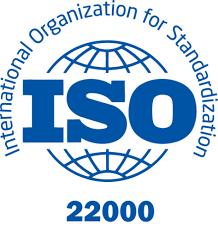 International Organization for Standardization
ISO
22000